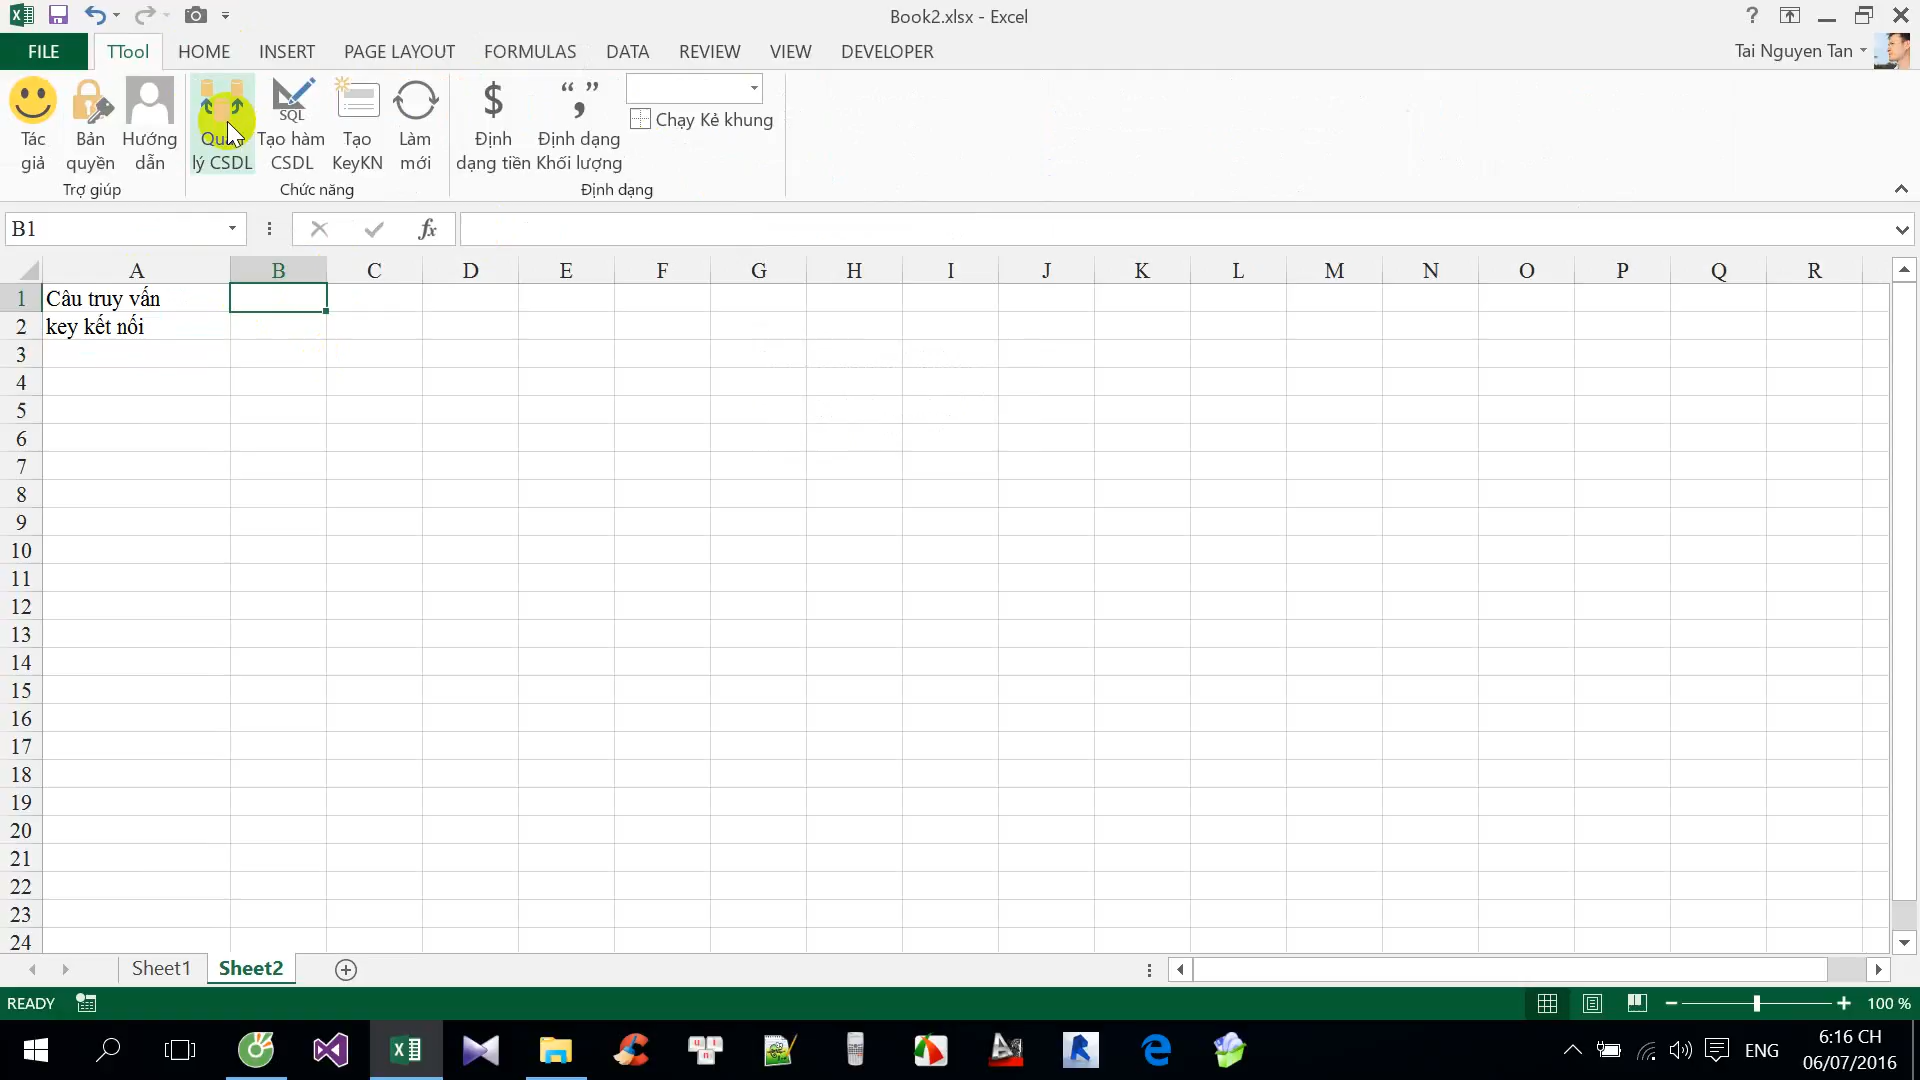 Book2.xlsx - Excel
?
FILE TTool HOME INSERT PAGE LAYOUT FORMULAS DATA REVIEW VIEW DEVELOPER Tai Nguyen Tan
Tác giả
Bản quyền
Hướng dẫn
Trợ giúp
Quản lý CSDL
SQL
Tạo hàm CSDL
Tạo KeyKN
Làm mới
Chức năng
$
Định dạng tiền
Định dạng Khối lượng
Chạy Kẻ khung
Định dạng
B1
fx
A B C D E F G H I J K L M N O P Q R
1 Câu truy vấn
2 key kết nối
3
4
5
6
7
8
9
10
11
12
13
14
15
16
17
18
19
20
21
22
23
24
Sheet1 Sheet2
READY
100 %
ENG
6:16 CH
06/07/2016